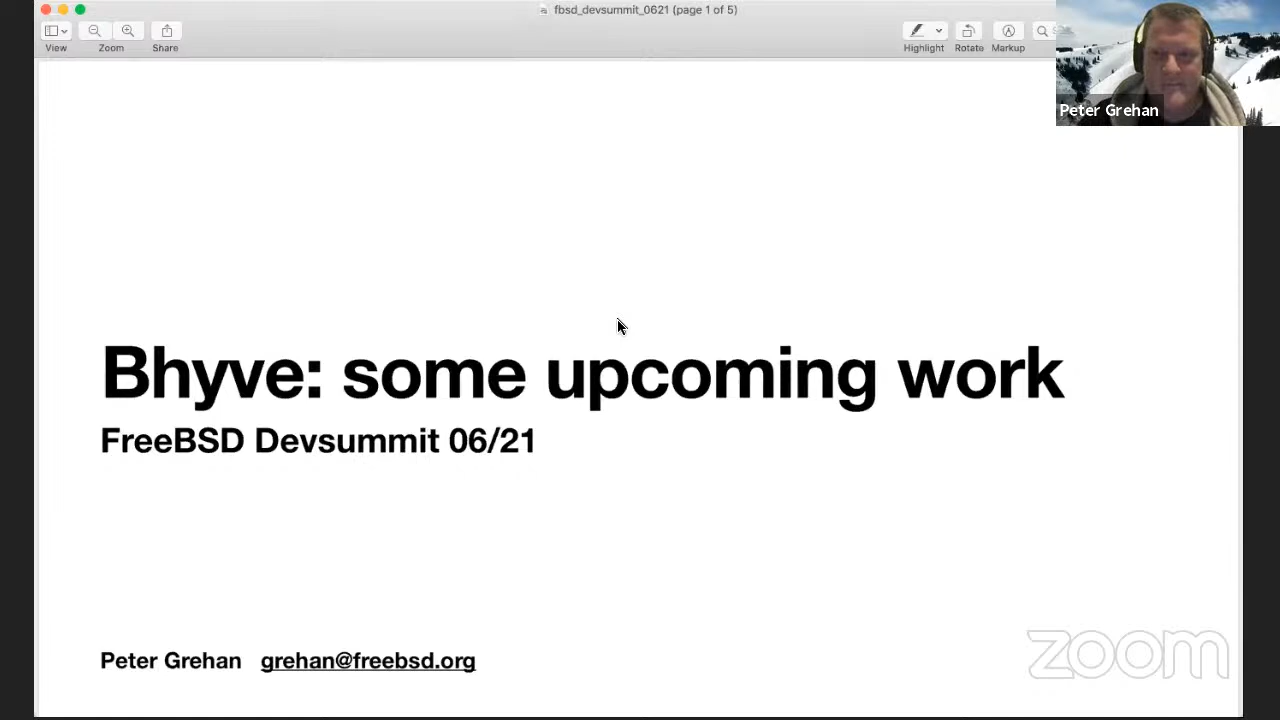 fbsd_devsummit_0621 (page 1 of 5)
View
Zoom
Share
Highlight
Rotate
Markup
Peter Grehan
Bhyve: some upcoming work
FreeBSD Devsummit 06/21
Peter Grehan grehan@freebsd.org
zoom